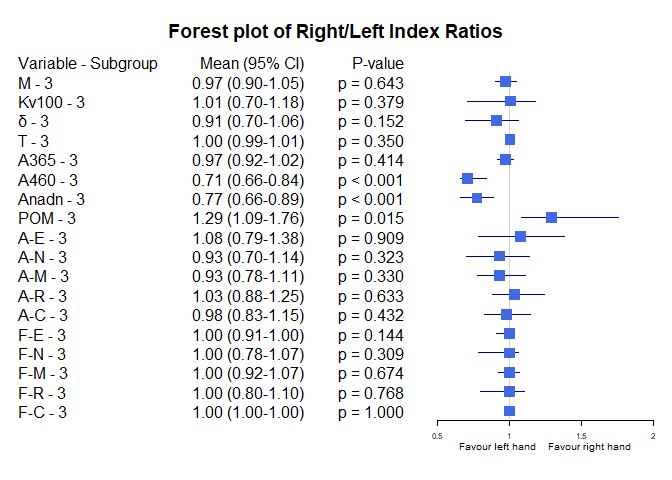 Forest plot of Right/Left Index Ratios
Variable - Subgroup Mean (95% CI) P-value
M - 3 0.97 (0.90-1.05) p = 0.643
Kv100 - 3 1.01 (0.70-1.18) p = 0.379
δ - 3 0.91 (0.70-1.06) p = 0.152
T - 3 1.00 (0.99-1.01) p = 0.350
A365 - 3 0.97 (0.92-1.02) p = 0.414
A460 - 3 0.71 (0.66-0.84) p < 0.001
Anadn - 3 0.77 (0.66-0.89) p < 0.001
POM - 3 1.29 (1.09-1.76) p = 0.015
A-E - 3 1.08 (0.79-1.38) p = 0.909
A-N - 3 0.93 (0.70-1.14) p = 0.323
A-M - 3 0.93 (0.78-1.11) p = 0.330
A-R - 3 1.03 (0.88-1.25) p = 0.633
A-C - 3 0.98 (0.83-1.15) p = 0.432
F-E - 3 1.00 (0.91-1.00) p = 0.144
F-N - 3 1.00 (0.78-1.07) p = 0.309
F-M - 3 1.00 (0.92-1.07) p = 0.674
F-R - 3 1.00 (0.80-1.10) p = 0.768
F-C - 3 1.00 (1.00-1.00) p = 1.000
0.5 1 1.5 2
Favour left hand Favour right hand